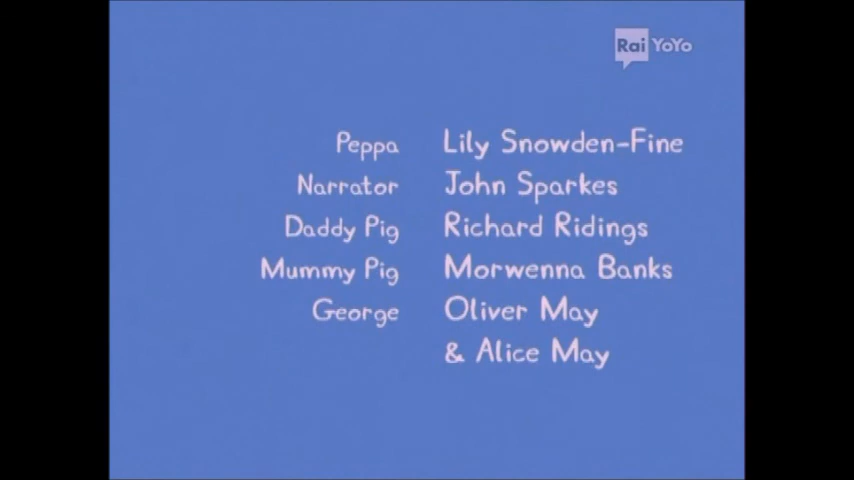 Rai YoYo
Peppa Lily Snowden-Fine
Narrator John Sparkes
Daddy Pig Richard Ridings
Mummy Pig Morwenna Banks
George Oliver May
& Alice May